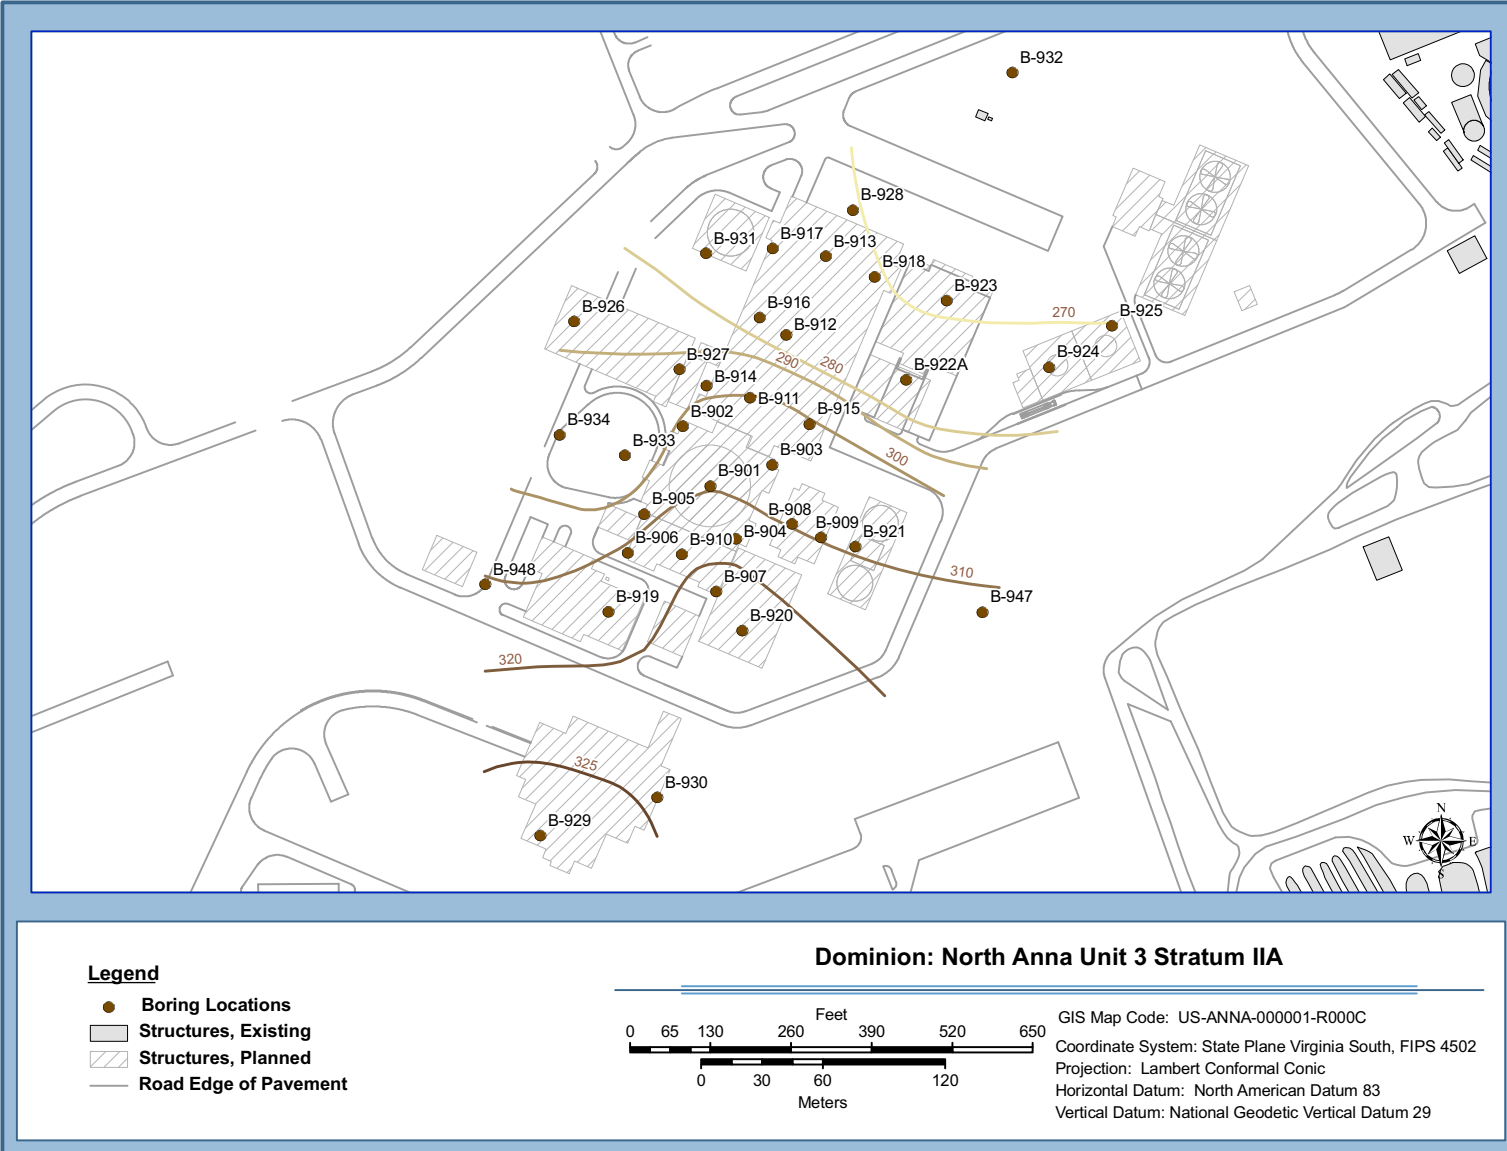 B-932
B-928
B-931
B-917
B-913
B-918
B-923
B-926
B-916
B-912
270
B-925
B-927
290
280
B-922A
B-924
B-914
B-911
B-902
B-915
B-934
B-933
300
B-903
B-901
B-905
B-908
B-909
B-921
B-906
B-910
B-904
B-948
B-907
310
B-947
B-919
B-920
320
325
B-930
B-929
N
W
E
S
Dominion: North Anna Unit 3 Stratum IIA
Legend
Boring Locations
Structures, Existing
Structures, Planned
Road Edge of Pavement
Feet
0 65 130 260 390 520 650
0 30 60 120
Meters
GIS Map Code: US-ANNA-000001-R000C
Coordinate System: State Plane Virginia South, FIPS 4502
Projection: Lambert Conformal Conic
Horizontal Datum: North American Datum 83
Vertical Datum: National Geodetic Vertical Datum 29